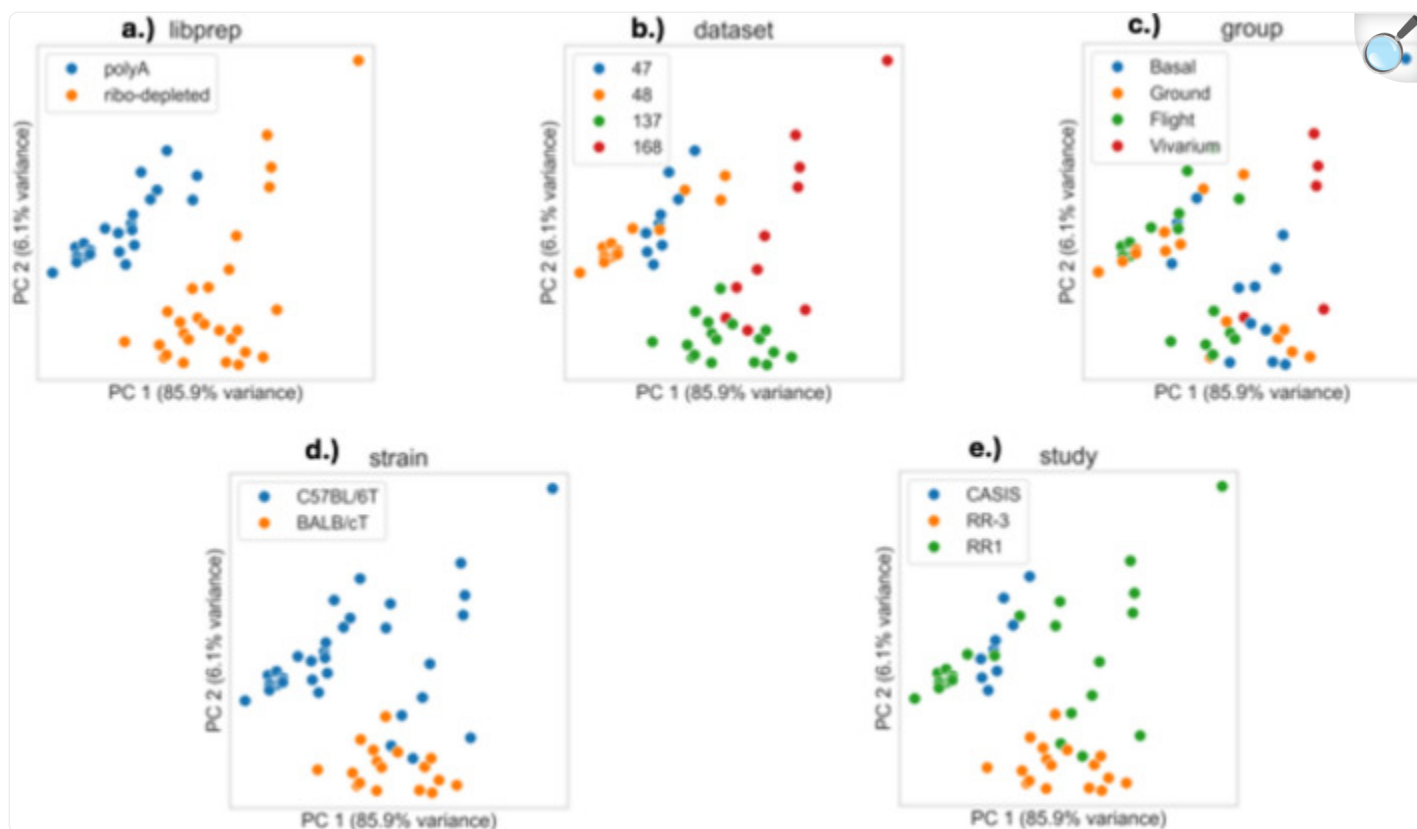 a.) libprep
polyA
ribo-depleted
PC 2 (6.1% variance)
PC 1 (85.9% variance)
b.) dataset
47
48
137
168
PC 2 (6.1% variance)
PC 1 (85.9% variance)
c.) group
Basal
Ground
Flight
Vivarium
PC 2 (6.1% variance)
PC 1 (85.9% variance)
d.) strain
C57BL/6T
BALB/cT
PC 2 (6.1% variance)
PC 1 (85.9% variance)
e.) study
CASIS
RR-3
RR1
PC 2 (6.1% variance)
PC 1 (85.9% variance)